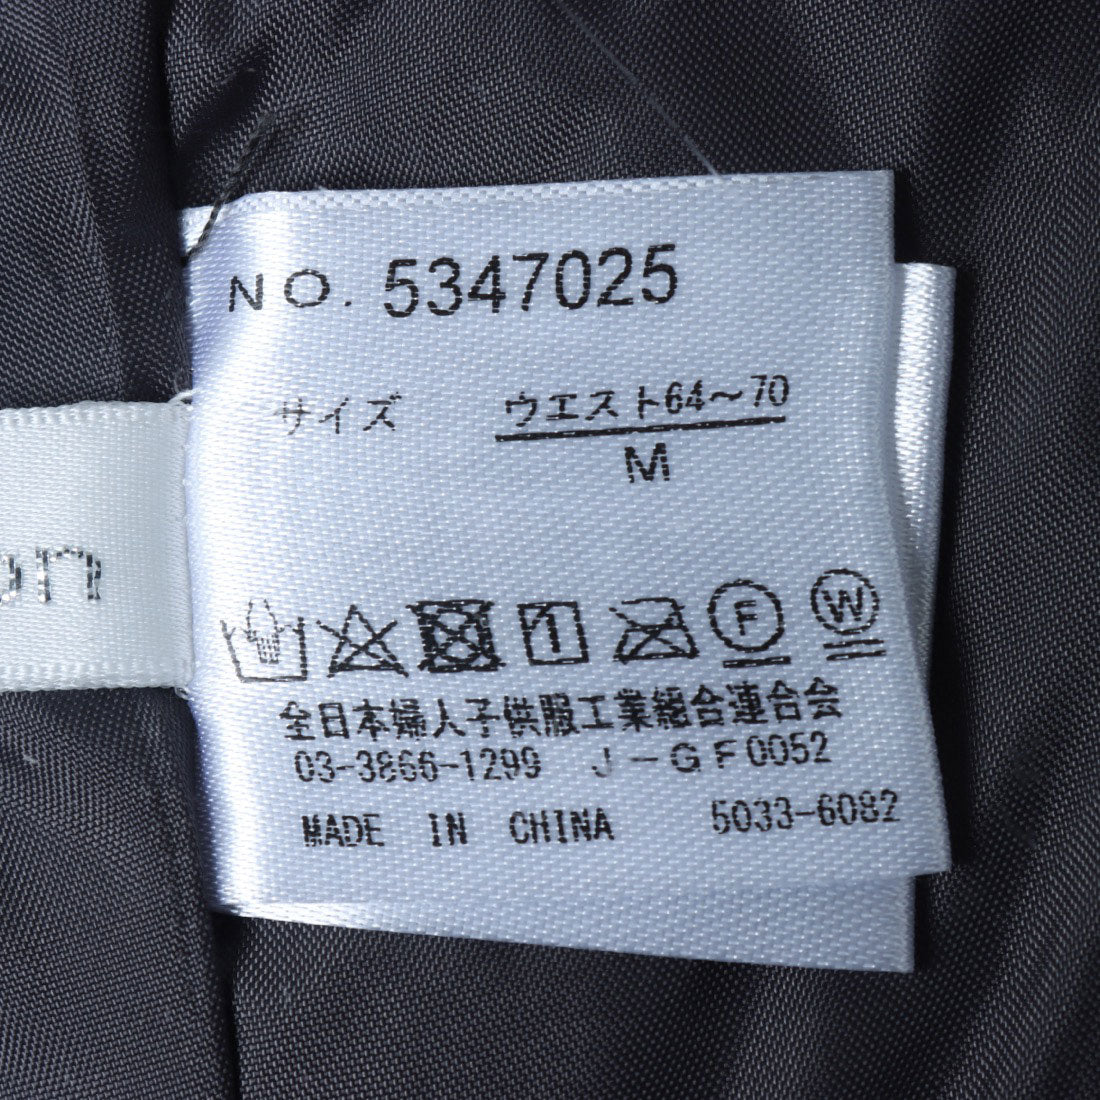 NO. 5347025
サイズ ウエスト64～70
M
on
F W
全日本婦人子供服工業組合連合会
03-3866-1299 J-GF0052
MADE IN CHINA 5033-6082